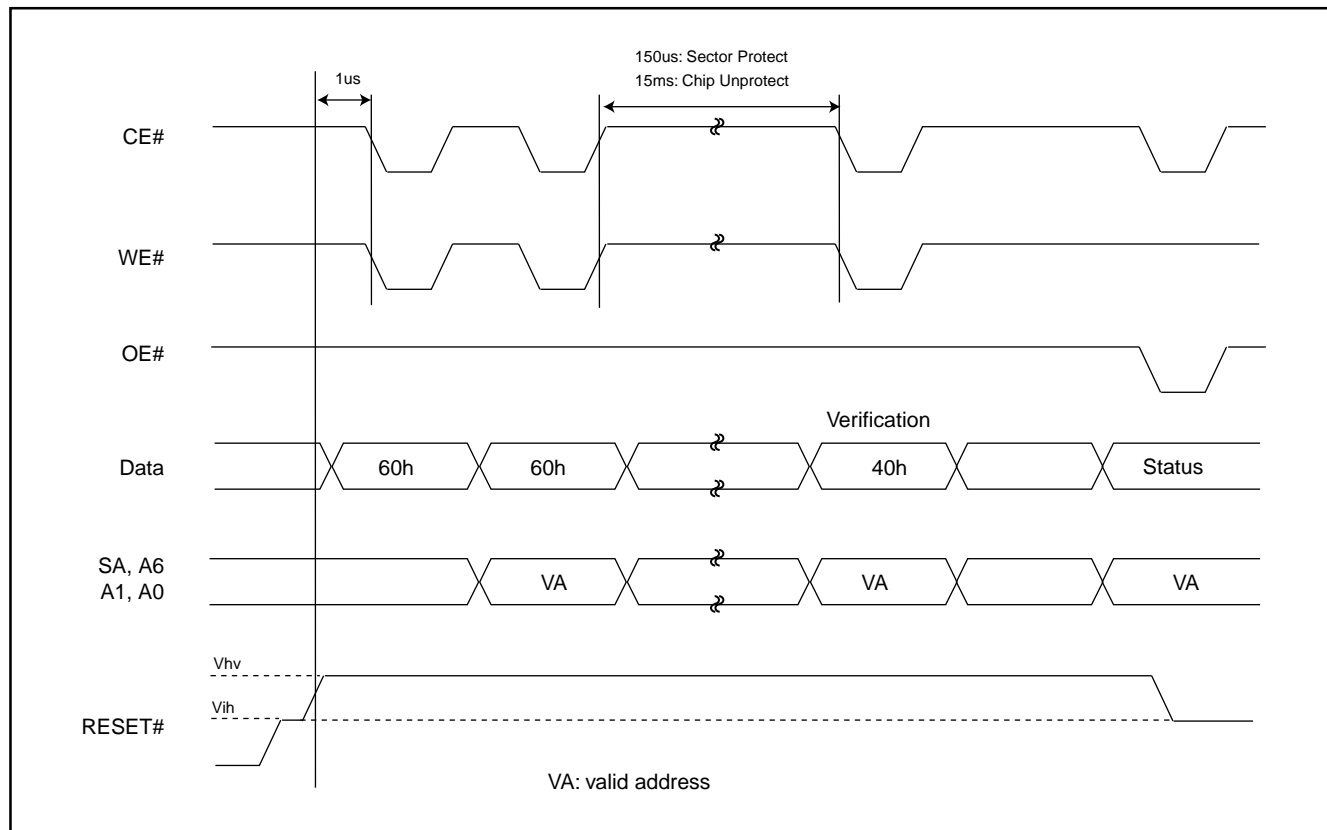 150us: Sector Protect
1us
15ms: Chip Unprotect
CE#
WE#
OE#
Verification
Data
60h
60h
40h
Status
SA, A6
A1, A0
VA
VA
VA
Vhv
Vih
RESET#
VA: valid address